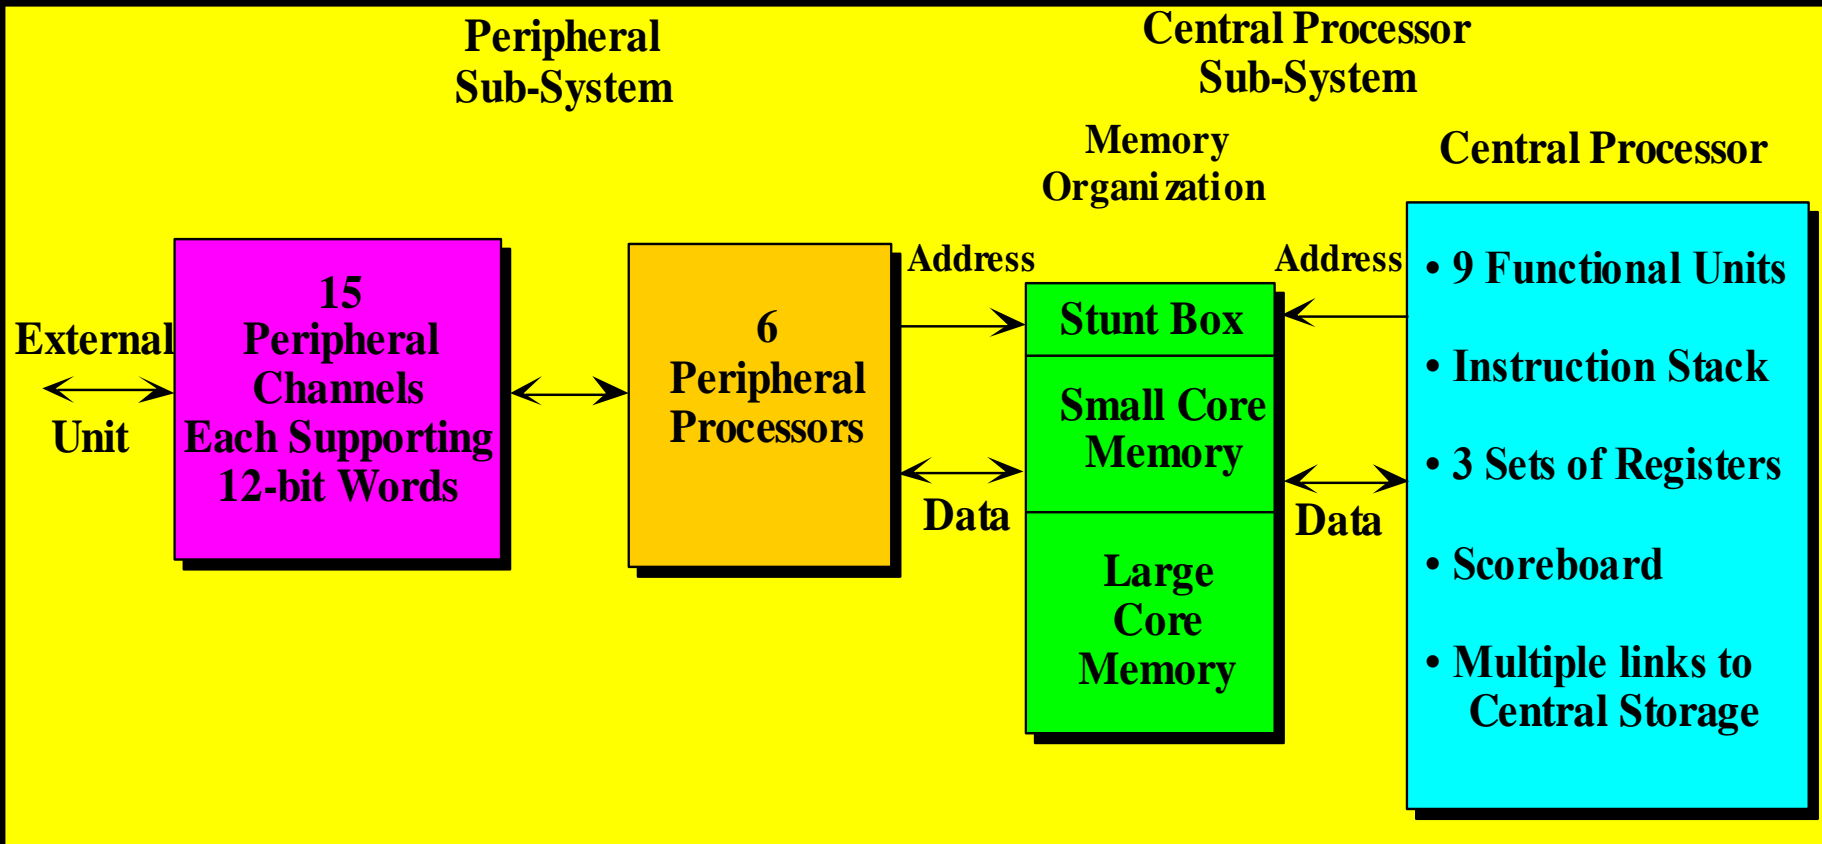 Peripheral
Sub-System
Central Processor
Sub-System
Memory
Organization
Central Processor
External
Unit
15
Peripheral
Channels
Each Supporting
12-bit Words
6
Peripheral
Processors
Address
Data
Stunt Box
Small Core
Memory
Large
Core
Memory
Address
Data
• 9 Functional Units
• Instruction Stack
• 3 Sets of Registers
• Scoreboard
• Multiple links to
Central Storage